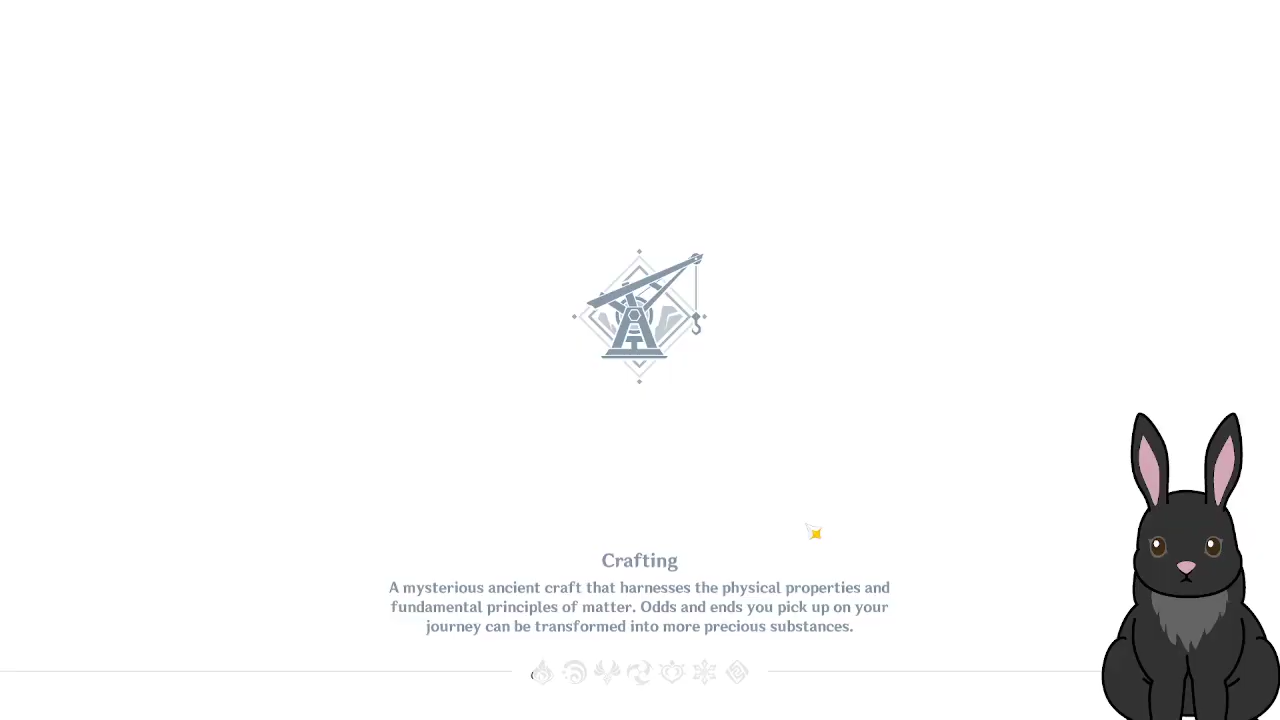 Crafting
A mysterious ancient craft that harnesses the physical properties and
fundamental principles of matter. Odds and ends you pick up on your
journey can be transformed into more precious substances.